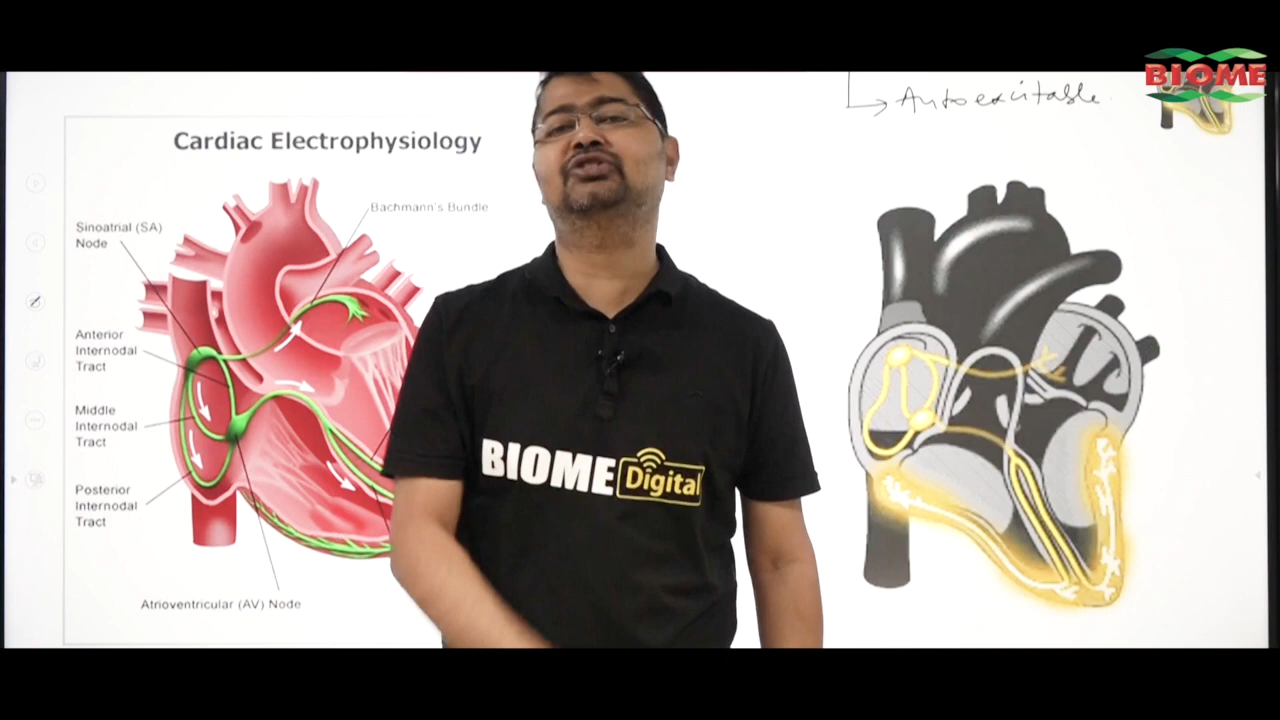 BIOME
Autoexcitable
Cardiac Electrophysiology
Bachmann's Bundle
Sinoatrial (SA)
Node
Anterior
Internodal
Tract
Middle
Internodal
Tract
Posterior
Internodal
Tract
Atrioventricular (AV) Node
BIOME Digital